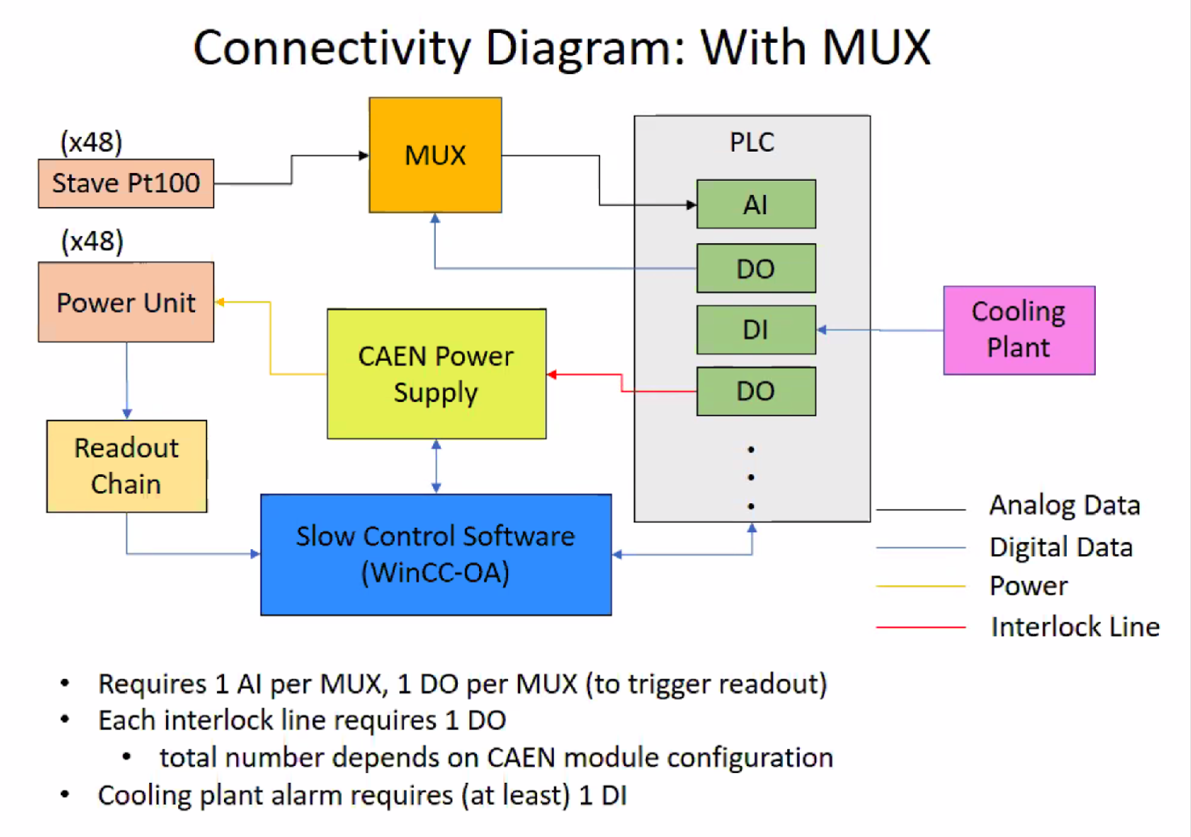 Connectivity Diagram: With MUX
(x48)
Stave Pt100
MUX
PLC
AI
(x48)
Power Unit
DO
DI
Cooling
Plant
CAEN Power
Supply
DO
Readout
Chain
Slow Control Software
(WinCC-OA)
Analog Data
Digital Data
Power
Interlock Line
• Requires 1 AI per MUX, 1 DO per MUX (to trigger readout)
• Each interlock line requires 1 DO
• total number depends on CAEN module configuration
• Cooling plant alarm requires (at least) 1 DI